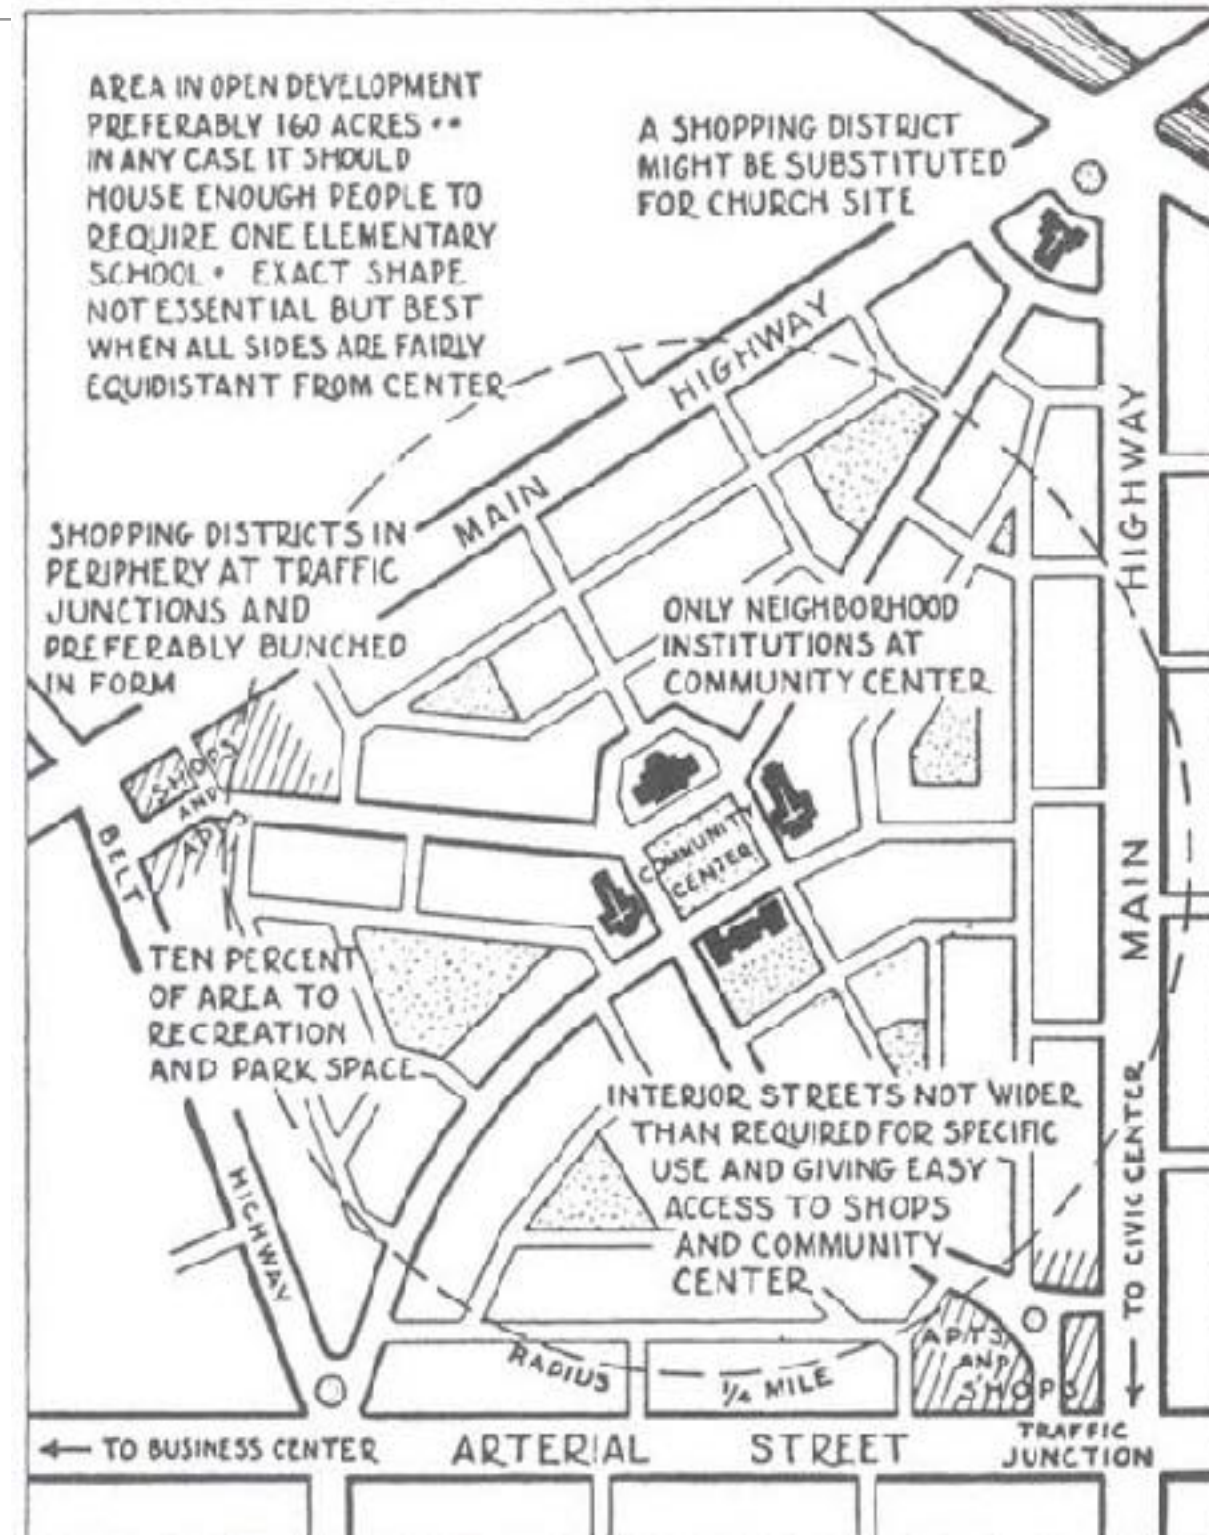 AREA IN OPEN DEVELOPMENT
PREFERABLY 160 ACRES ••
IN ANY CASE IT SHOULD
HOUSE ENOUGH PEOPLE TO
REQUIRE ONE ELEMENTARY
SCHOOL • EXACT SHAPE
NOT ESSENTIAL BUT BEST
WHEN ALL SIDES ARE FAIRLY
EQUIDISTANT FROM CENTER
A SHOPPING DISTRICT
MIGHT BE SUBSTITUTED
FOR CHURCH SITE
MAIN HIGHWAY
SHOPPING DISTRICTS IN
PERIPHERY AT TRAFFIC
JUNCTIONS AND
PREFERABLY BUNCHED
IN FORM
ONLY NEIGHBORHOOD
INSTITUTIONS AT
COMMUNITY CENTER
MAIN HIGHWAY
SHOPS
AND
APTS
COMMUNITY
CENTER
BELT
HIGHWAY
TEN PERCENT
OF AREA TO
RECREATION
AND PARK SPACE
INTERIOR STREETS NOT WIDER
THAN REQUIRED FOR SPECIFIC
USE AND GIVING EASY
ACCESS TO SHOPS
AND COMMUNITY
CENTER
TO CIVIC CENTER
RADIUS 1/4 MILE
APTS
AND
SHOPS
TRAFFIC
JUNCTION
← TO BUSINESS CENTER
ARTERIAL STREET